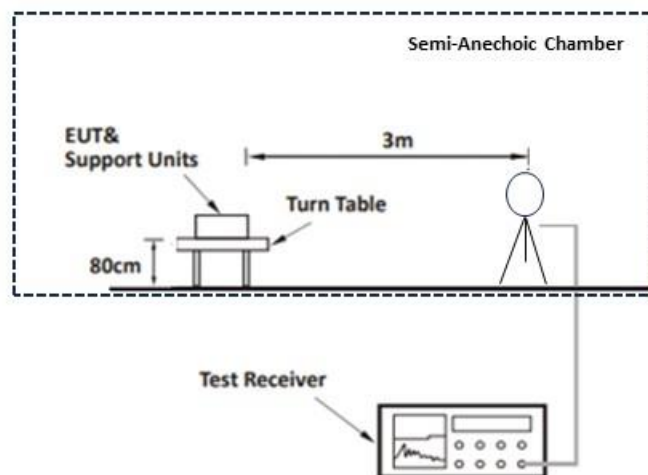 Semi-Anechoic Chamber
EUT&
Support Units
3m
Turn Table
80cm
Test Receiver